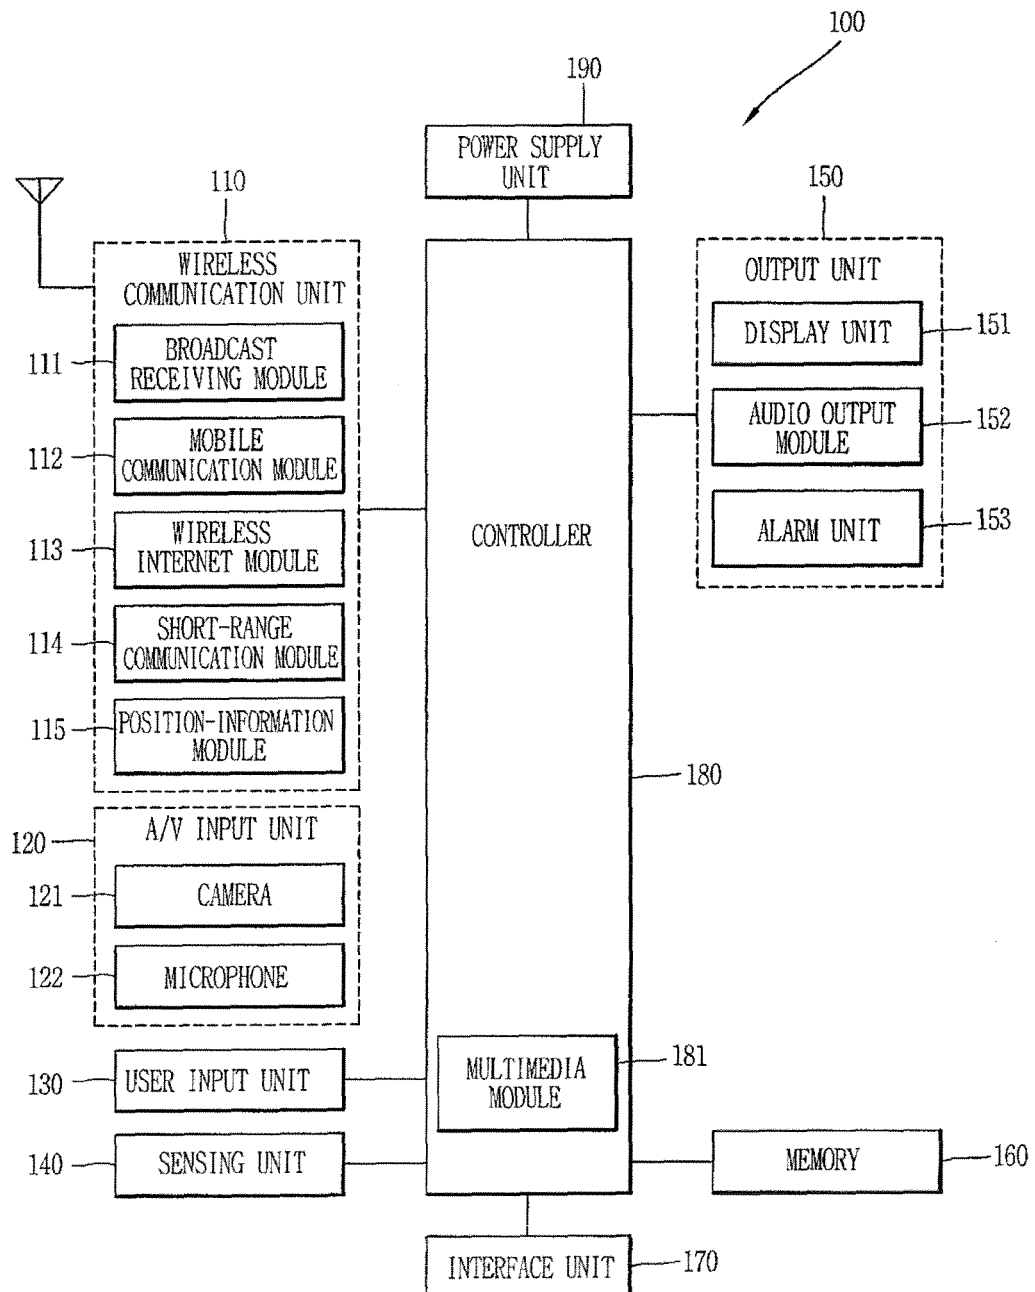 100
190
POWER SUPPLY
UNIT
110
WIRELESS
COMMUNICATION UNIT
111
BROADCAST
RECEIVING MODULE
112
MOBILE
COMMUNICATION MODULE
113
WIRELESS
INTERNET MODULE
114
SHORT-RANGE
COMMUNICATION MODULE
115
POSITION-INFORMATION
MODULE
120
A/V INPUT UNIT
121
CAMERA
122
MICROPHONE
130
USER INPUT UNIT
140
SENSING UNIT
CONTROLLER
180
181
MULTIMEDIA
MODULE
150
OUTPUT UNIT
DISPLAY UNIT
151
AUDIO OUTPUT
MODULE
152
ALARM UNIT
153
MEMORY
160
INTERFACE UNIT
170